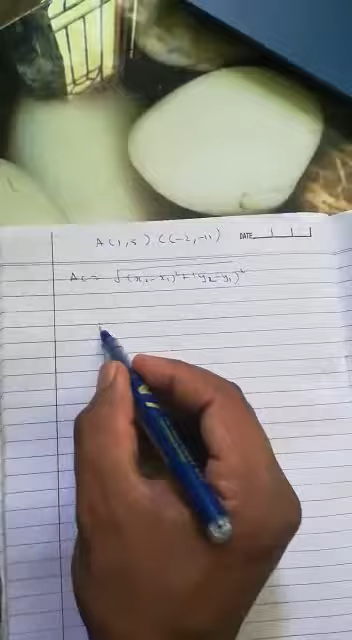 A(1,5) C(-2,-11) DATE
AC = √(x₂-x₁)²+(y₂-y₁)²